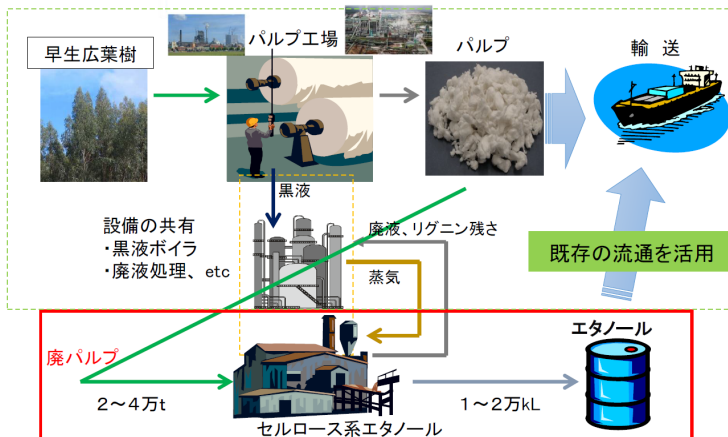 早生広葉樹
パルプ工場
パルプ
輸 送
黒液
設備の共有
・黒液ボイラ
・廃液処理、etc
廃液、リグニン残さ
蒸気
既存の流通を活用
廃パルプ
2～4万t
セルロース系エタノール
1～2万kL
エタノール